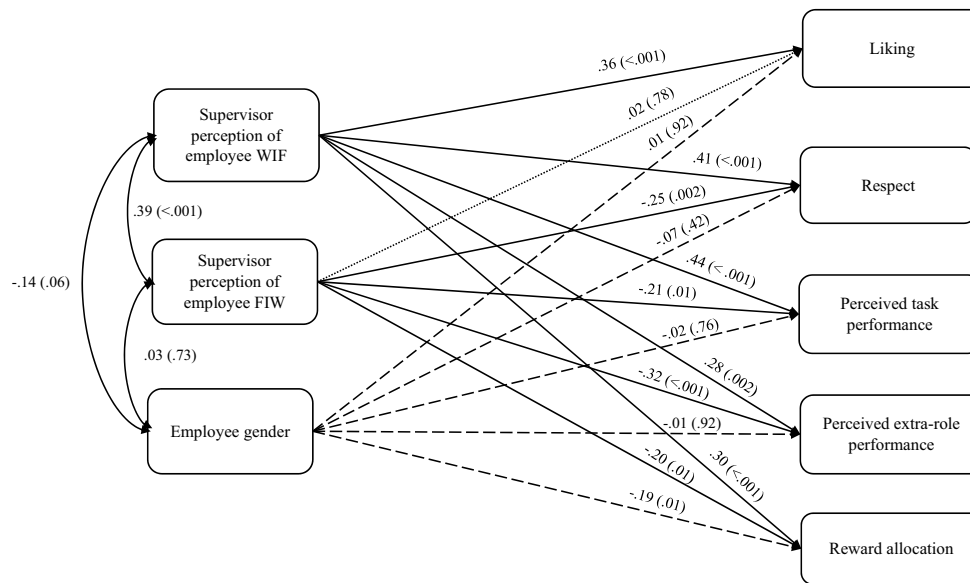 Liking
.36 (<.001)
.02 (.78)
.01 (.92)
Supervisor
perception of
employee WIF
.41 (<.001)
Respect
-.25 (.002)
.39 (<.001)
-.07 (.42)
.44 (<.001)
Supervisor
perception of
employee FIW
-.14 (.06)
-.21 (.01)
Perceived task
performance
-.02 (.76)
.03 (.73)
.28 (.002)
-.32 (<.001)
Employee gender
-.01 (.92)
Perceived extra-role
performance
-.20 (.01)
.30 (<.001)
-.19 (.01)
Reward allocation